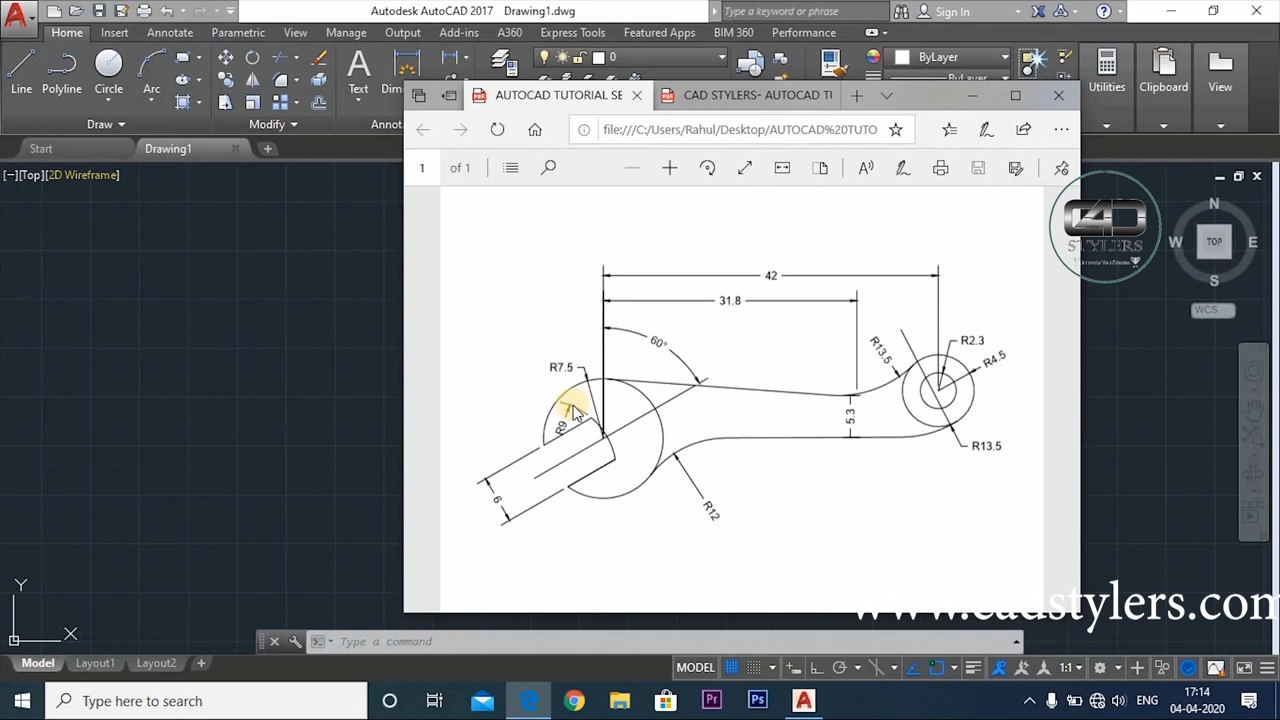 Autodesk AutoCAD 2017 Drawing1.dwg
Type a keyword or phrase
Sign In
Home Insert Annotate Parametric View Manage Output Add-ins A360 Express Tools Featured Apps BIM 360 Performance
0
ByLayer
Line Polyline Circle Arc
Text
Utilities Clipboard View
Draw
Modify
Start Drawing1
AUTOCAD TUTORIAL SE
CAD STYLERS- AUTOCAD TU
file:///C:/Users/Rahul/Desktop/AUTOCAD%20TUTO
1 of 1
[−][Top][2D Wireframe]
C4D
STYLERS
N
W TOP E
S
WCS
42
31.8
60°
R7.5
R9
6
R12
5.3
R13.5
R2.3
R4.5
R13.5
www.cadstylers.com
Y
X
Type a command
Model Layout1 Layout2
MODEL
1:1
Type here to search
ENG
17:14
04-04-2020